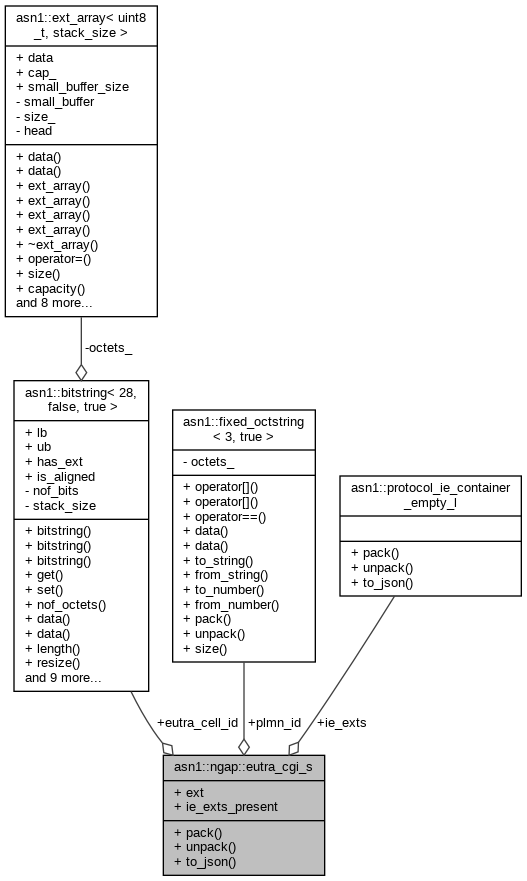 asn1::ext_array< uint8
_t, stack_size >
+ data
+ cap_
+ small_buffer_size
- small_buffer
- size_
- head
+ data()
+ data()
+ ext_array()
+ ext_array()
+ ext_array()
+ ext_array()
+ ~ext_array()
+ operator=()
+ size()
+ capacity()
and 8 more...
-octets_
asn1::bitstring< 28,
false, true >
+ lb
+ ub
+ has_ext
+ is_aligned
- nof_bits
- stack_size
+ bitstring()
+ bitstring()
+ bitstring()
+ get()
+ set()
+ nof_octets()
+ data()
+ data()
+ length()
+ resize()
and 9 more...
asn1::fixed_octstring
< 3, true >
- octets_
+ operator[]()
+ operator[]()
+ operator==()
+ data()
+ data()
+ to_string()
+ from_string()
+ to_number()
+ from_number()
+ pack()
+ unpack()
+ size()
asn1::protocol_ie_container
_empty_l
+ pack()
+ unpack()
+ to_json()
+eutra_cell_id
+plmn_id
+ie_exts
asn1::ngap::eutra_cgi_s
+ ext
+ ie_exts_present
+ pack()
+ unpack()
+ to_json()